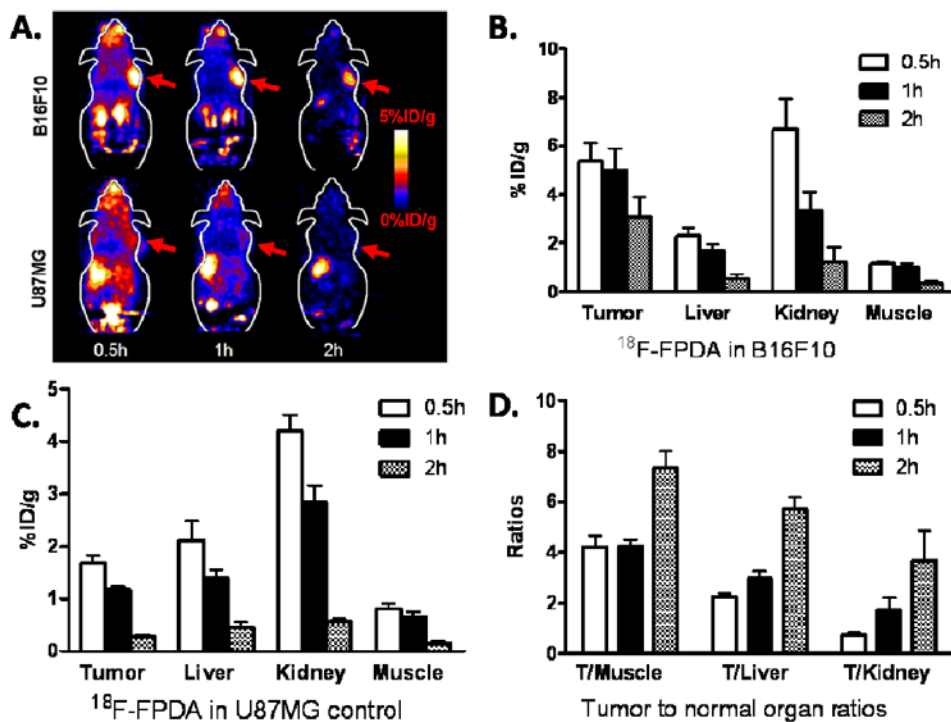 A.
B16F10
U87MG
5%ID/g
0%ID/g
0.5h
1h
2h
B.
%ID/g
8
6
4
2
0
0.5h
1h
2h
Tumor
Liver
Kidney
Muscle
18F-FPDA in B16F10
C.
%ID/g
5
4
3
2
1
0
0.5h
1h
2h
Tumor
Liver
Kidney
Muscle
18F-FPDA in U87MG control
D.
Ratios
10
8
6
4
2
0
0.5h
1h
2h
T/Muscle
T/Liver
T/Kidney
Tumor to normal organ ratios